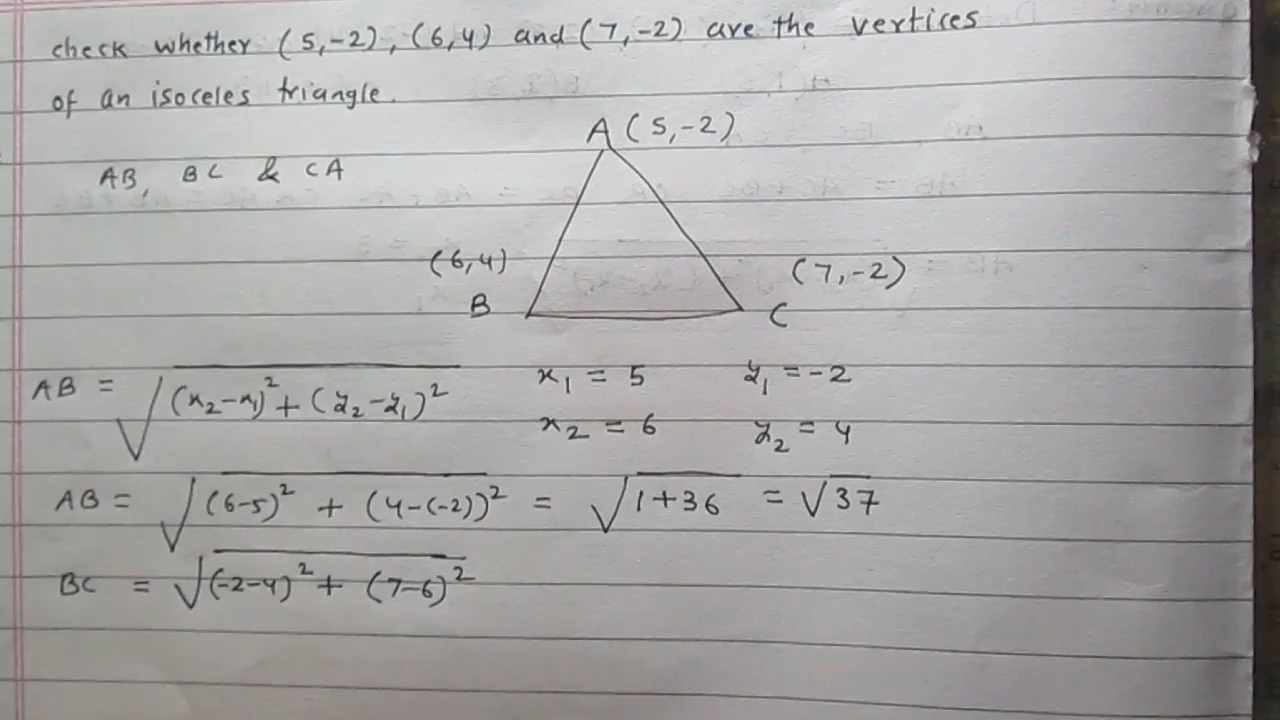 check whether (5,-2), (6,4) and (7,-2) are the vertices
of an isoceles triangle.
A (5,-2)
AB, BC & CA
(6,4)
(7,-2)
B
C
AB = √(x₂-x₁)² + (y₂-y₁)² x₁ = 5 y₁ = -2
x₂ = 6 y₂ = 4
AB = √(6-5)² + (4-(-2))² = √1+36 = √37
BC = √(-2-4)² + (7-6)²